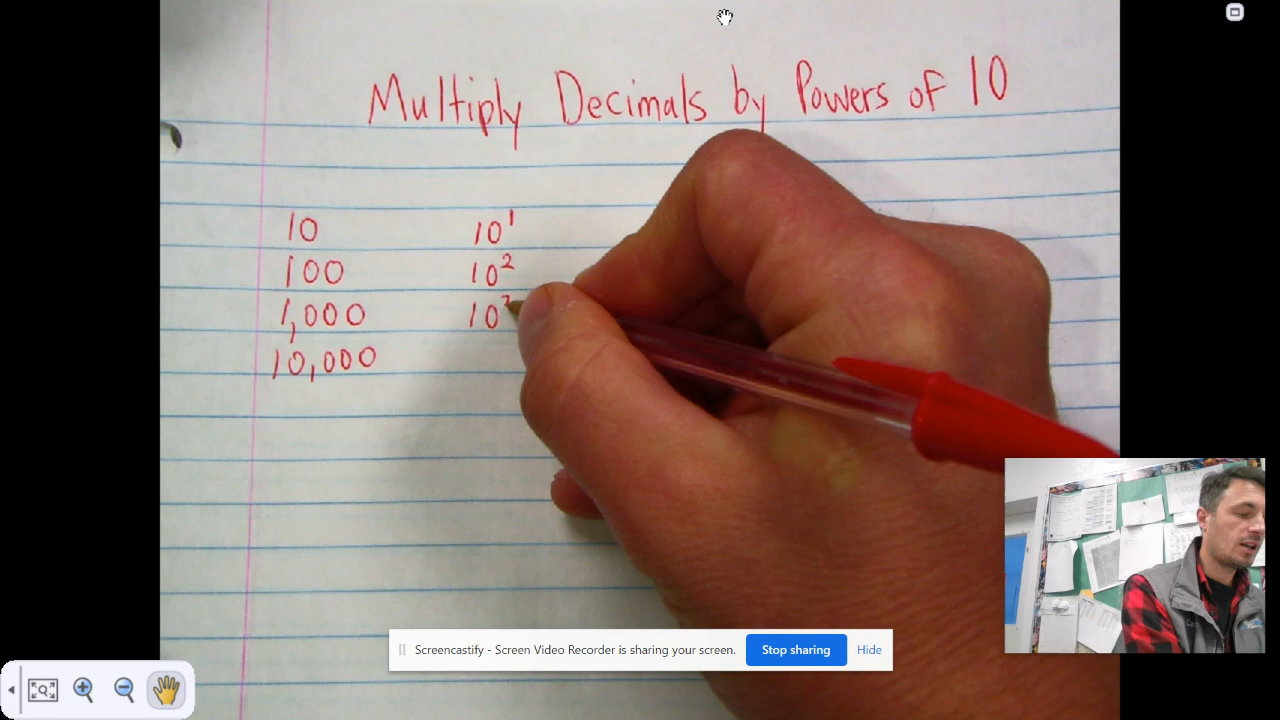 Multiply Decimals by Powers of 10
10 10¹
100 10²
1,000 10³
10,000
Screencastify - Screen Video Recorder is sharing your screen. Stop sharing Hide